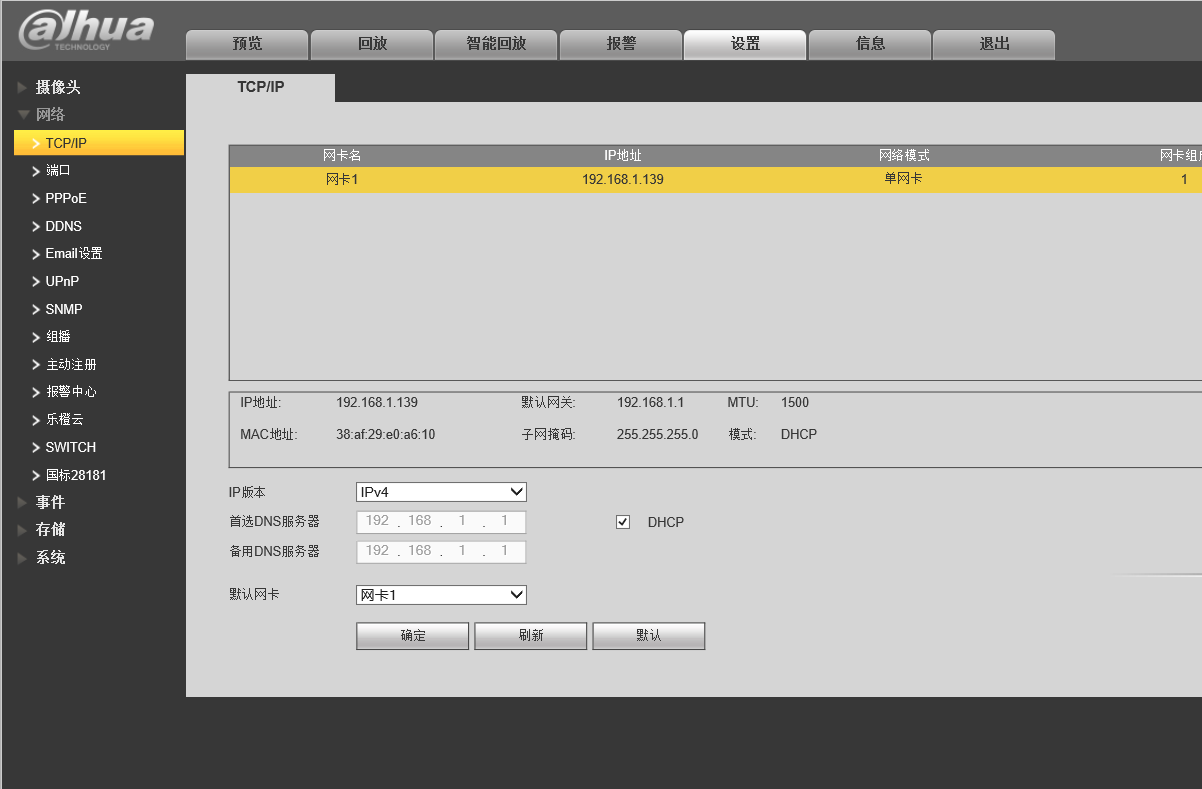 alhua
TECHNOLOGY
预览 回放 智能回放 报警 设置 信息 退出
摄像头
网络
TCP/IP
端口
PPPoE
DDNS
Email设置
UPnP
SNMP
组播
主动注册
报警中心
乐橙云
SWITCH
国标28181
事件
存储
系统
TCP/IP
网卡名 IP地址 网络模式 网卡组
网卡1 192.168.1.139 单网卡 1
IP地址: 192.168.1.139 默认网关: 192.168.1.1 MTU: 1500
MAC地址: 38:af:29:e0:a6:10 子网掩码: 255.255.255.0 模式: DHCP
IP版本 IPv4
首选DNS服务器 192 . 168 . 1 . 1 DHCP
备用DNS服务器 192 . 168 . 1 . 1
默认网卡 网卡1
确定 刷新 默认